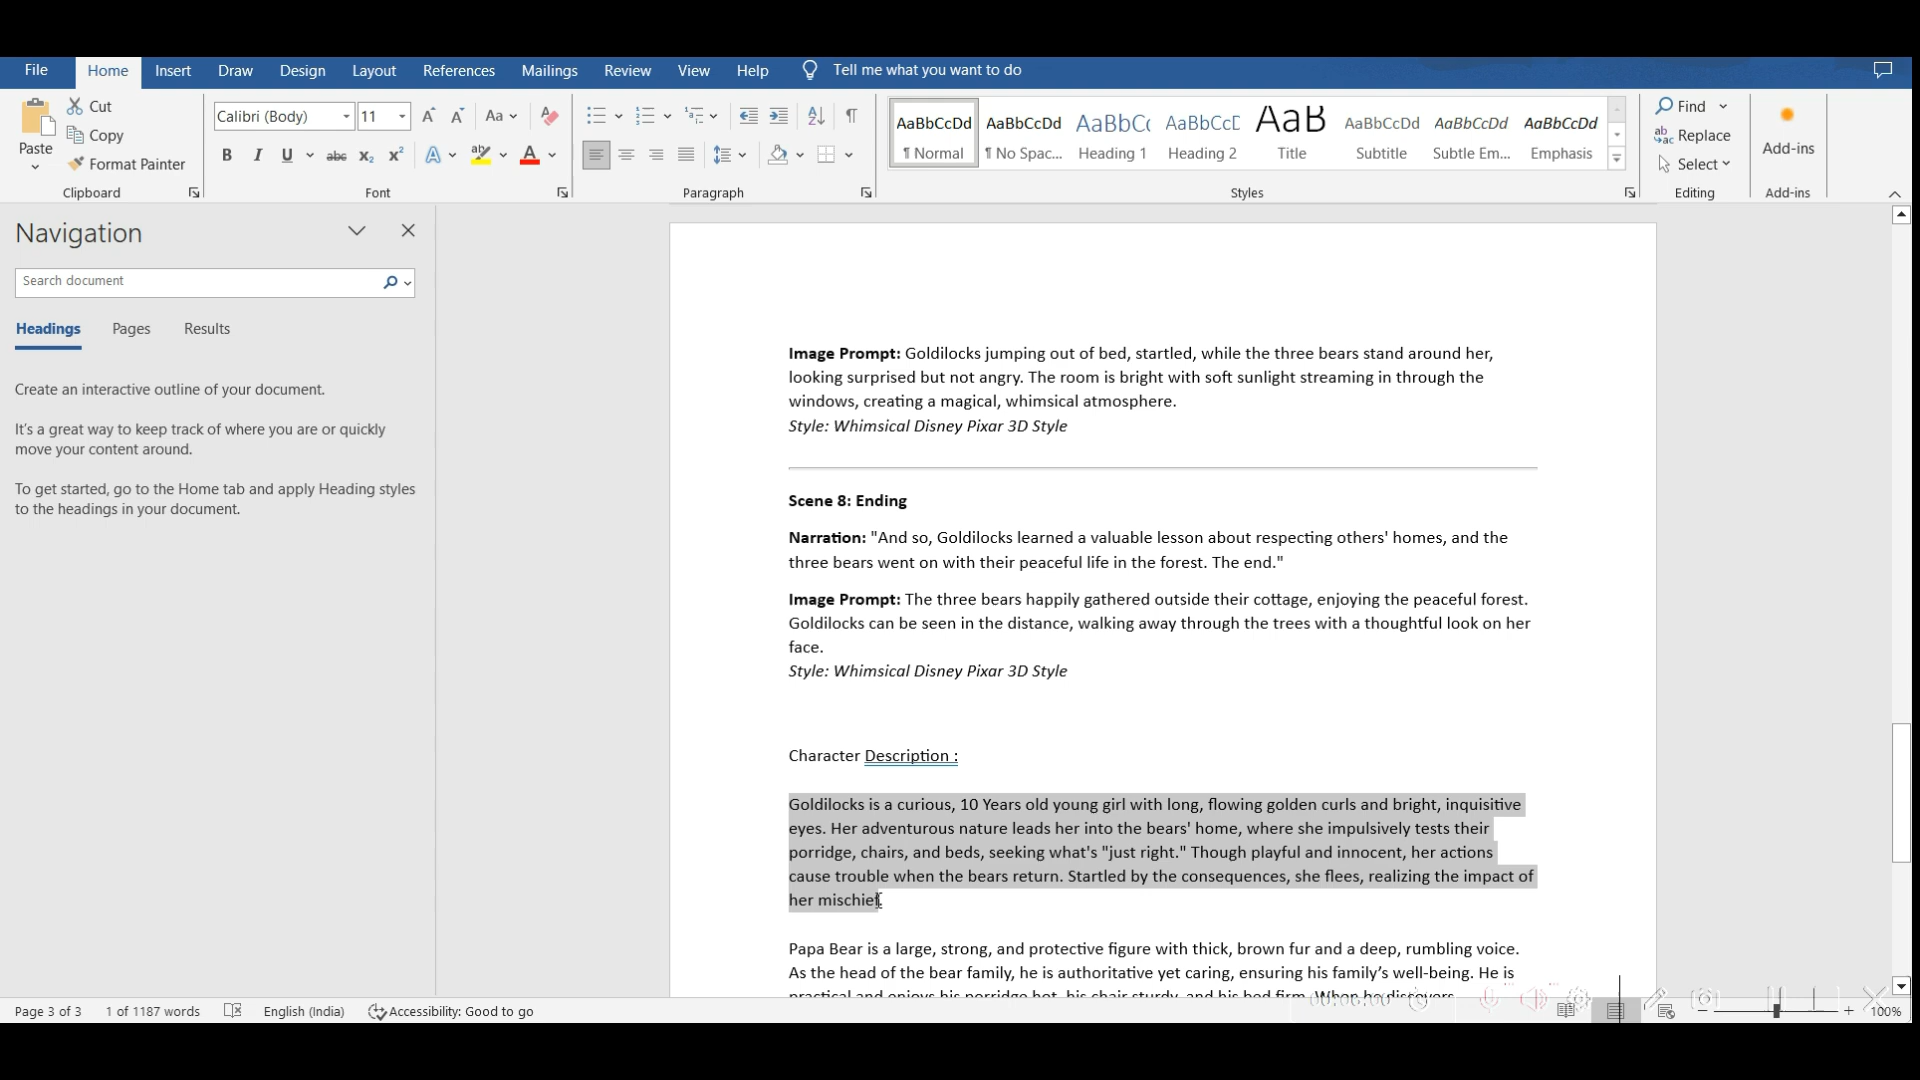 File Home Insert Draw Design Layout References Mailings Review View Help Tell me what you want to do
Paste
Cut
Copy
Format Painter
Clipboard
Calibri (Body) 11
Font
Paragraph
AaBbCcDd AaBbCcDd AaBbCc AaBbCcD AaB AaBbCcDd AaBbCcDd AaBbCcDd
¶ Normal ¶ No Spac... Heading 1 Heading 2 Title Subtitle Subtle Em... Emphasis
Styles
Find
Replace
Select
Editing
Add-ins
Add-ins
Navigation
Search document
Headings Pages Results
Create an interactive outline of your document.
It's a great way to keep track of where you are or quickly
move your content around.
To get started, go to the Home tab and apply Heading styles
to the headings in your document.
Image Prompt: Goldilocks jumping out of bed, startled, while the three bears stand around her,
looking surprised but not angry. The room is bright with soft sunlight streaming in through the
windows, creating a magical, whimsical atmosphere.
Style: Whimsical Disney Pixar 3D Style
Scene 8: Ending
Narration: "And so, Goldilocks learned a valuable lesson about respecting others' homes, and the
three bears went on with their peaceful life in the forest. The end."
Image Prompt: The three bears happily gathered outside their cottage, enjoying the peaceful forest.
Goldilocks can be seen in the distance, walking away through the trees with a thoughtful look on her
face.
Style: Whimsical Disney Pixar 3D Style
Character Description :
Goldilocks is a curious, 10 Years old young girl with long, flowing golden curls and bright, inquisitive
eyes. Her adventurous nature leads her into the bears' home, where she impulsively tests their
porridge, chairs, and beds, seeking what's "just right." Though playful and innocent, her actions
cause trouble when the bears return. Startled by the consequences, she flees, realizing the impact of
her mischief
Papa Bear is a large, strong, and protective figure with thick, brown fur and a deep, rumbling voice.
As the head of the bear family, he is authoritative yet caring, ensuring his family's well-being. He is
practical and enjoys his porridge hot, his chair sturdy, and his bed firm. When he discovers
Page 3 of 3 1 of 1187 words English (India) Accessibility: Good to go 100%